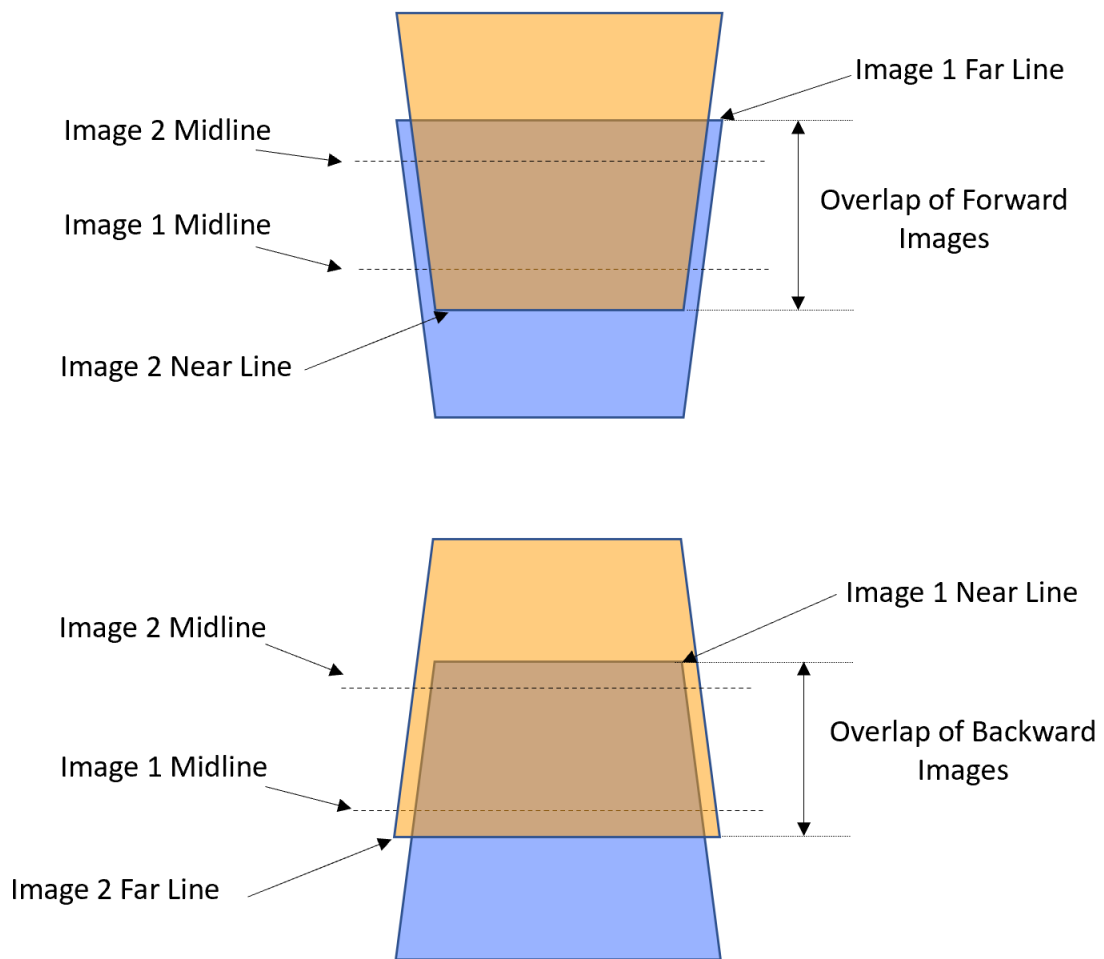 Image 1 Far Line
Image 2 Midline
Overlap of Forward
Images
Image 1 Midline
Image 2 Near Line
Image 1 Near Line
Image 2 Midline
Overlap of Backward
Images
Image 1 Midline
Image 2 Far Line